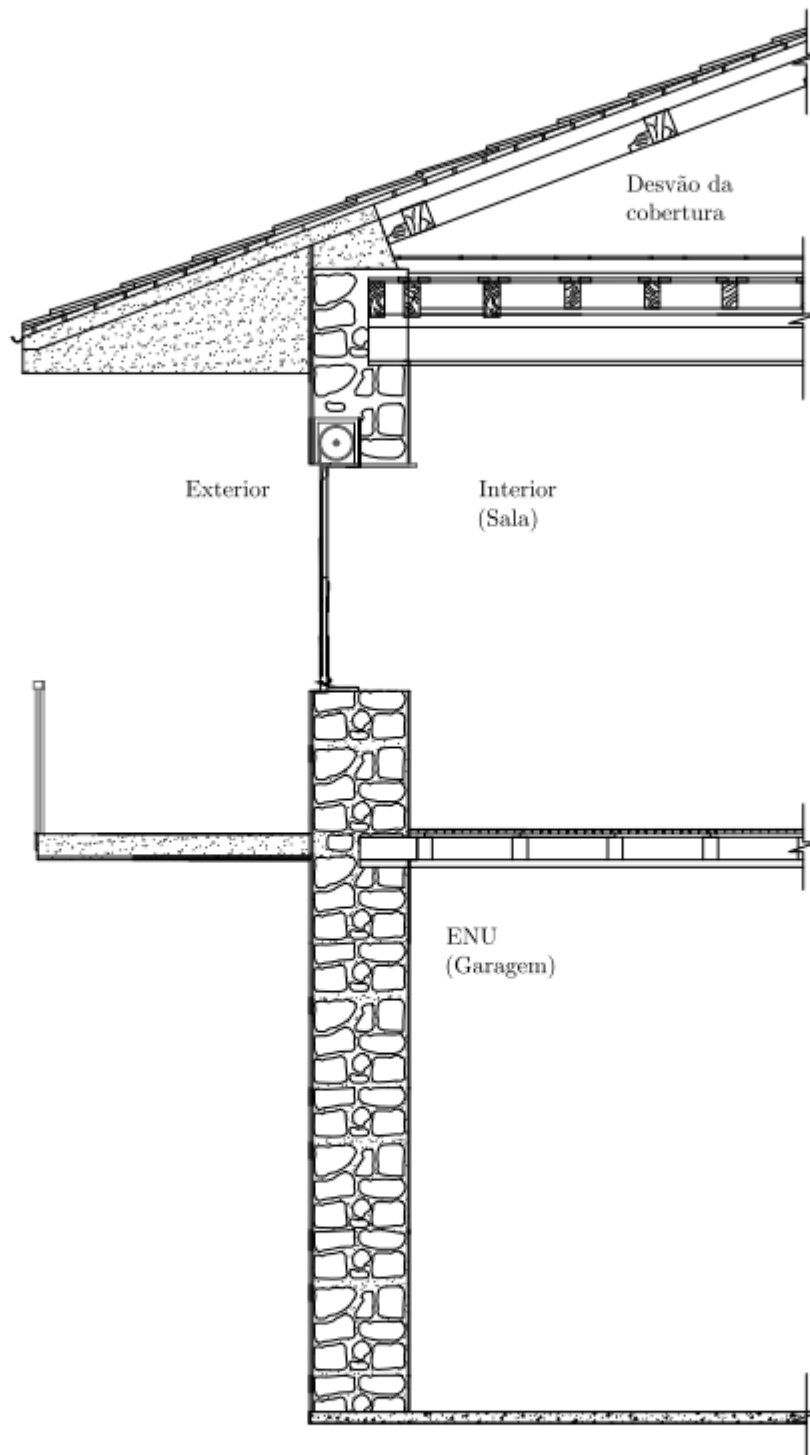 Desvão da
cobertura
Exterior
Interior
(Sala)
ENU
(Garagem)